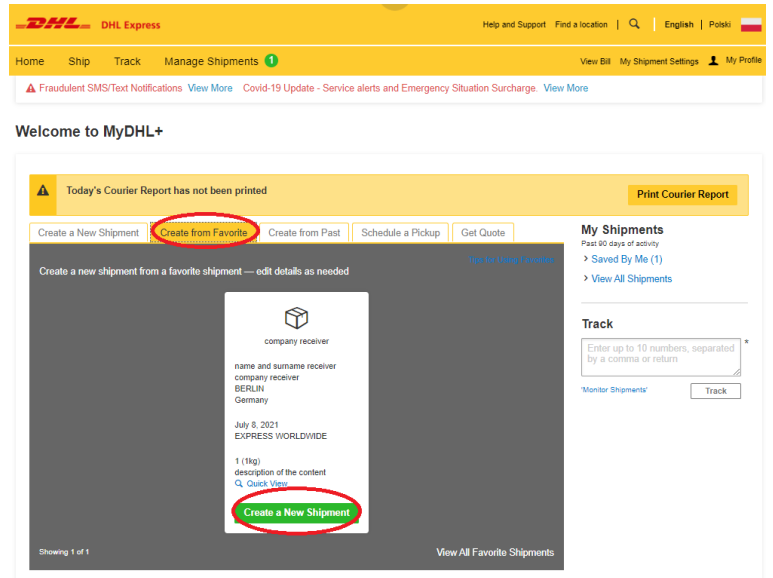 DHL DHL Express
Help and Support Find a location | English | Polski
Home Ship Track Manage Shipments 1
View Bill My Shipment Settings My Profile
Fraudulent SMS/Text Notifications View More Covid-19 Update - Service alerts and Emergency Situation Surcharge. View More
Welcome to MyDHL+
Today's Courier Report has not been printed
Print Courier Report
Create a New Shipment Create from Favorite Create from Past Schedule a Pickup Get Quote
Tips for Using Favorites
Create a new shipment from a favorite shipment — edit details as needed
company receiver
name and surname receiver
company receiver
BERLIN
Germany
July 8, 2021
EXPRESS WORLDWIDE
1 (1kg)
description of the content
Quick View
Create a New Shipment
Showing 1 of 1
View All Favorite Shipments
My Shipments
Past 90 days of activity
> Saved By Me (1)
> View All Shipments
Track
Enter up to 10 numbers, separated *
by a comma or return
'Monitor Shipments' Track